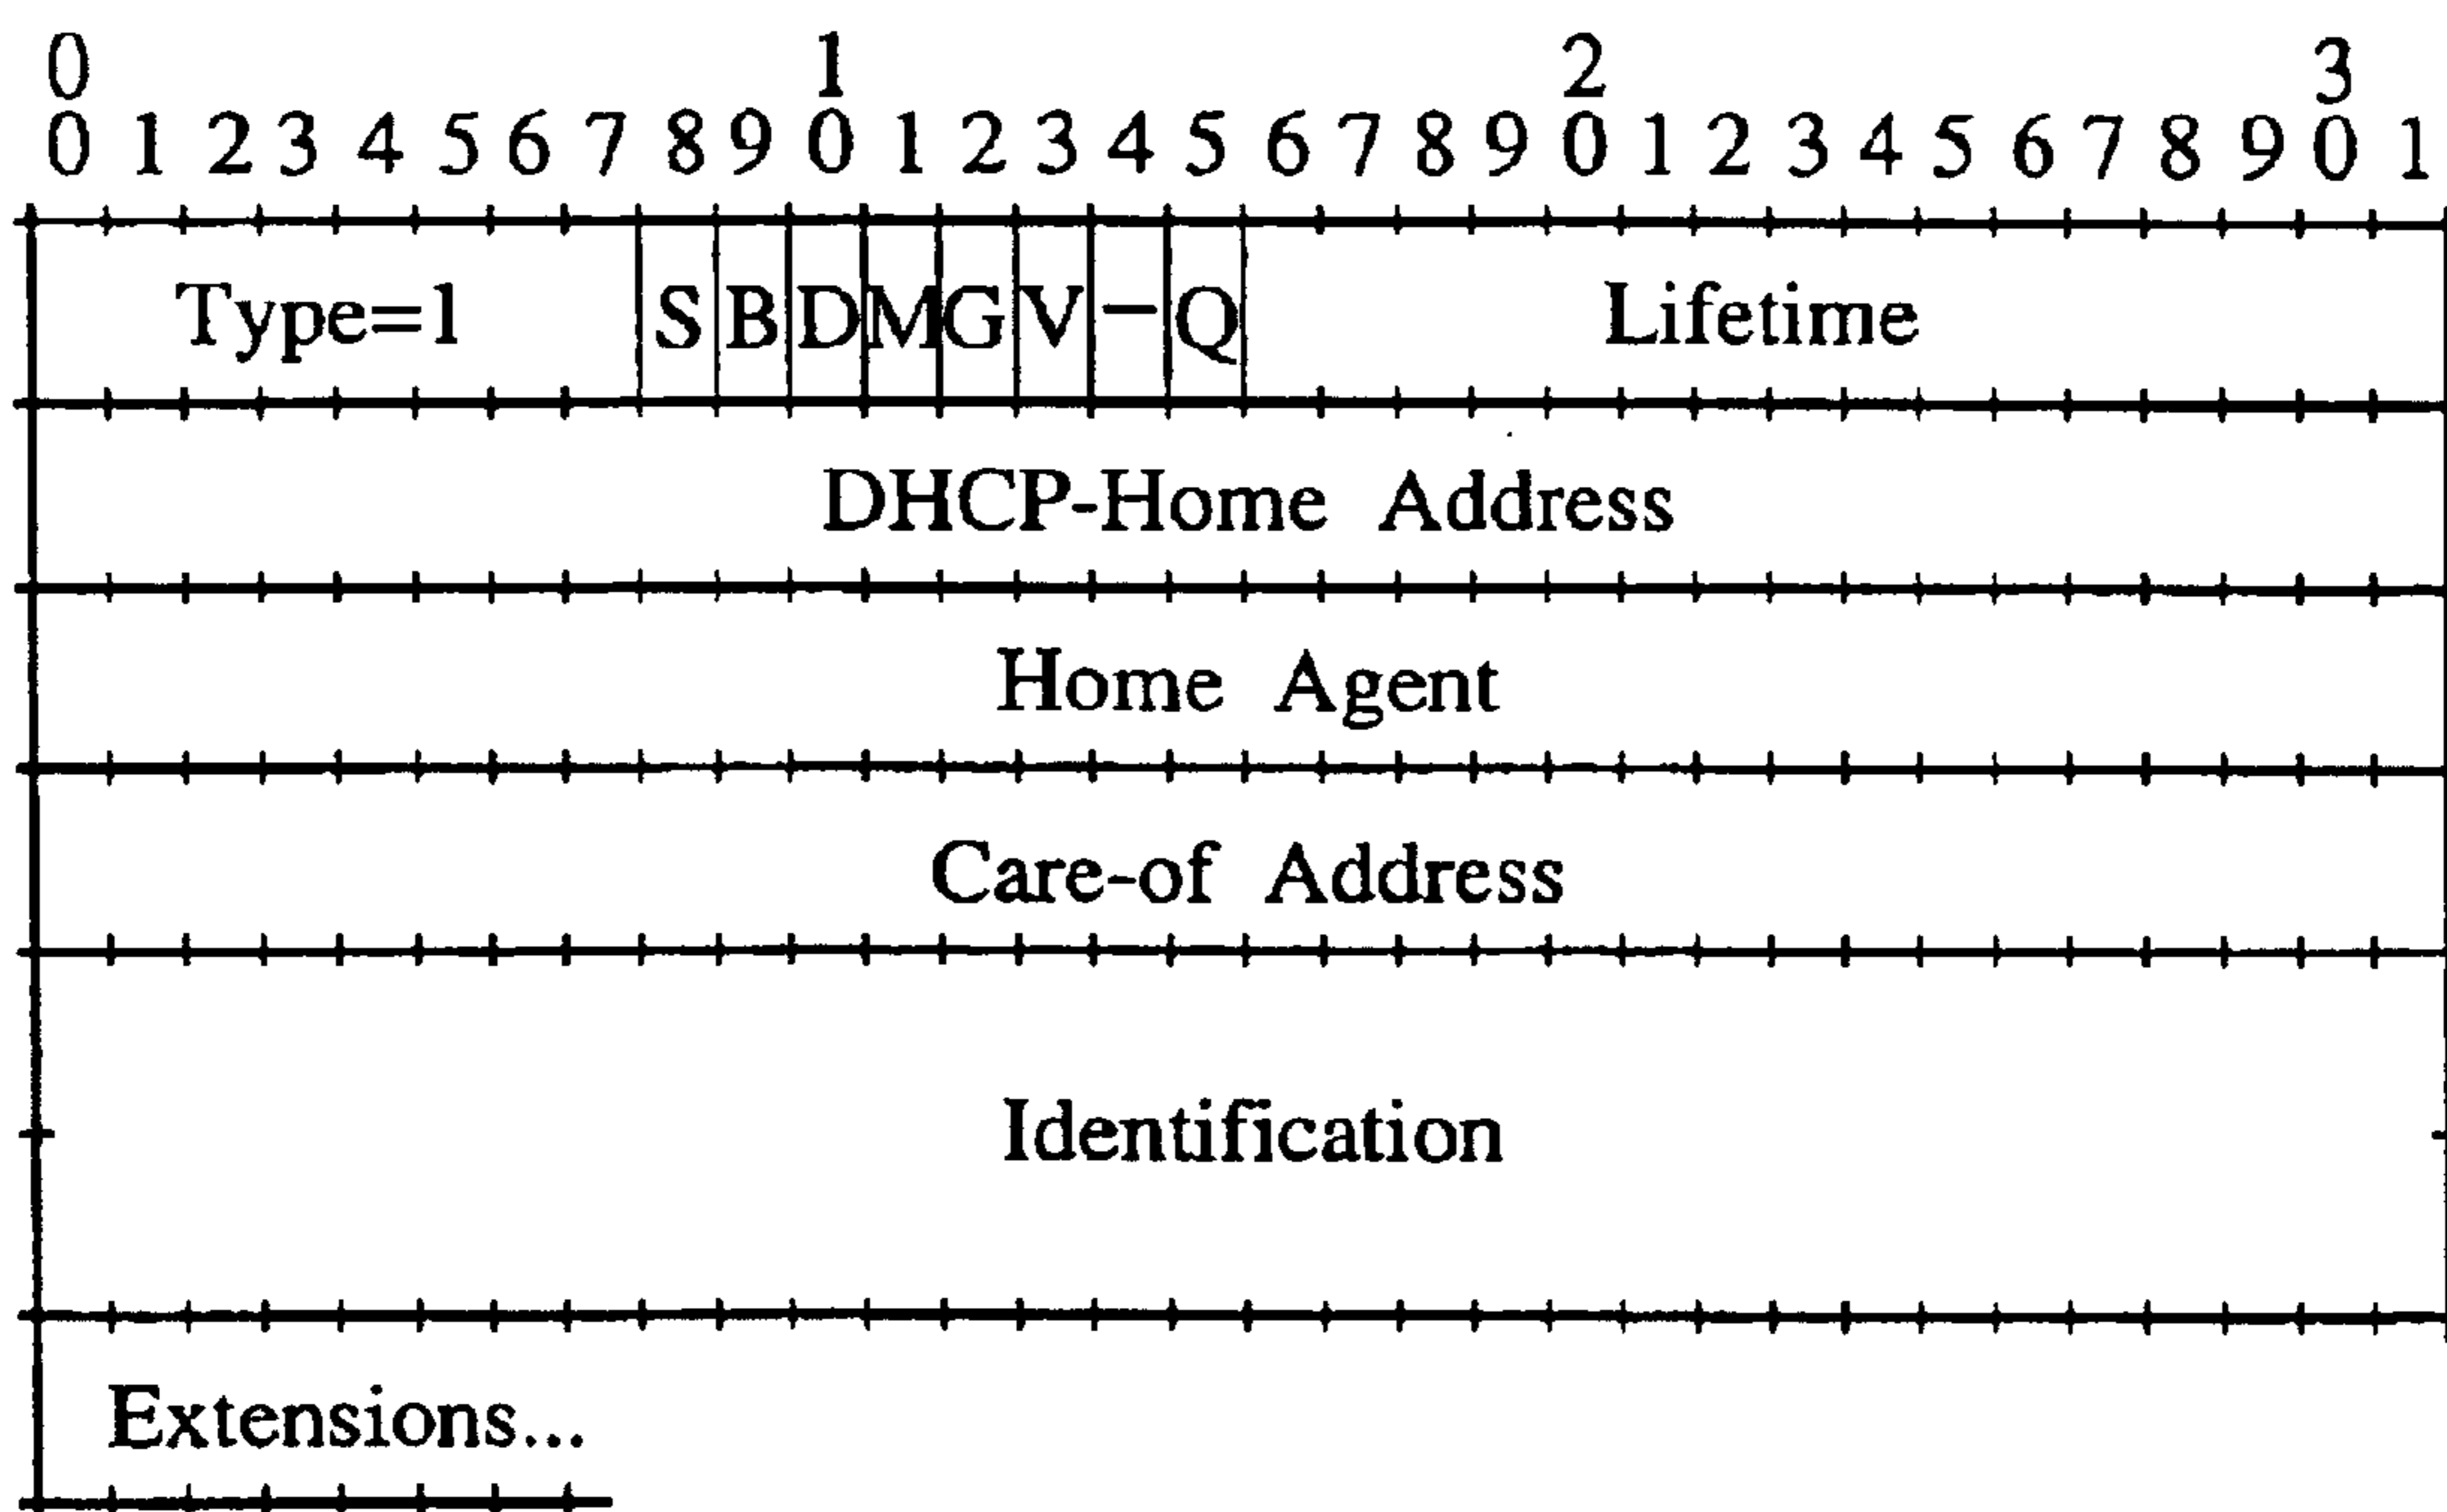 0 1 2 3
0 1 2 3 4 5 6 7 8 9 0 1 2 3 4 5 6 7 8 9 0 1 2 3 4 5 6 7 8 9 0 1
Type=1 S B D M G V – Q Lifetime
DHCP-Home Address
Home Agent
Care-of Address
Identification
Extensions...